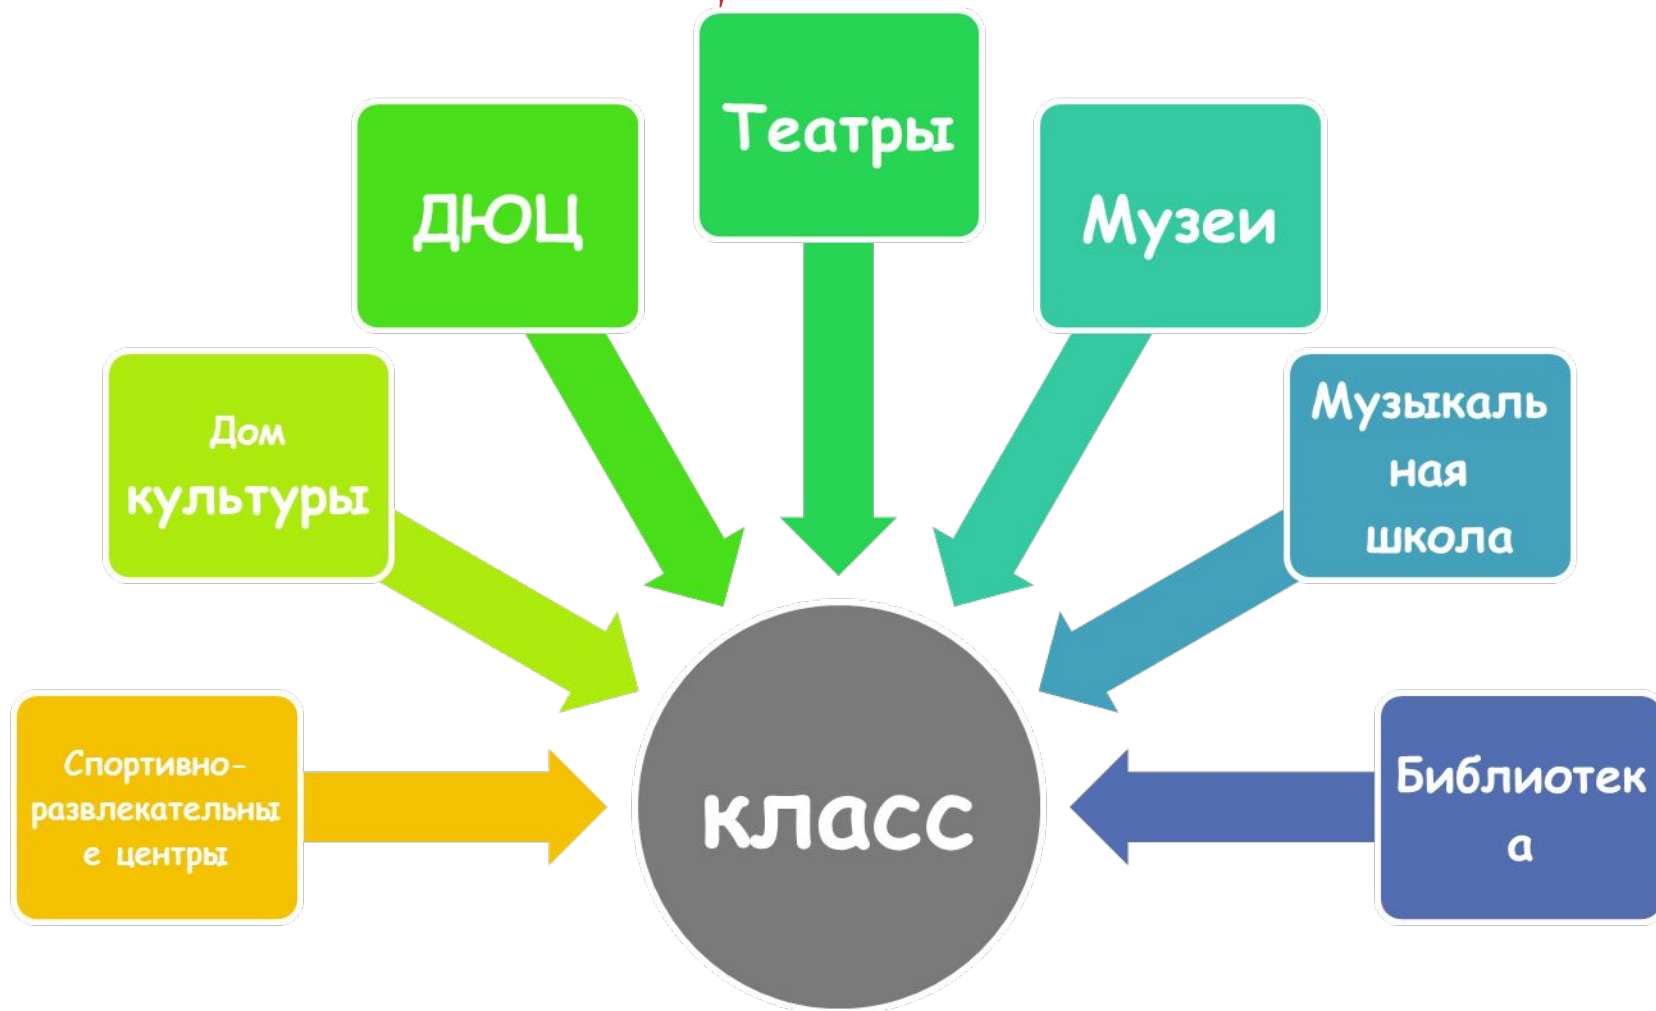 Театры
ДЮЦ
Музеи
Дом
культуры
Музыкаль
ная
школа
Спортивно-
развлекательны
е центры
класс
Библиотек
а